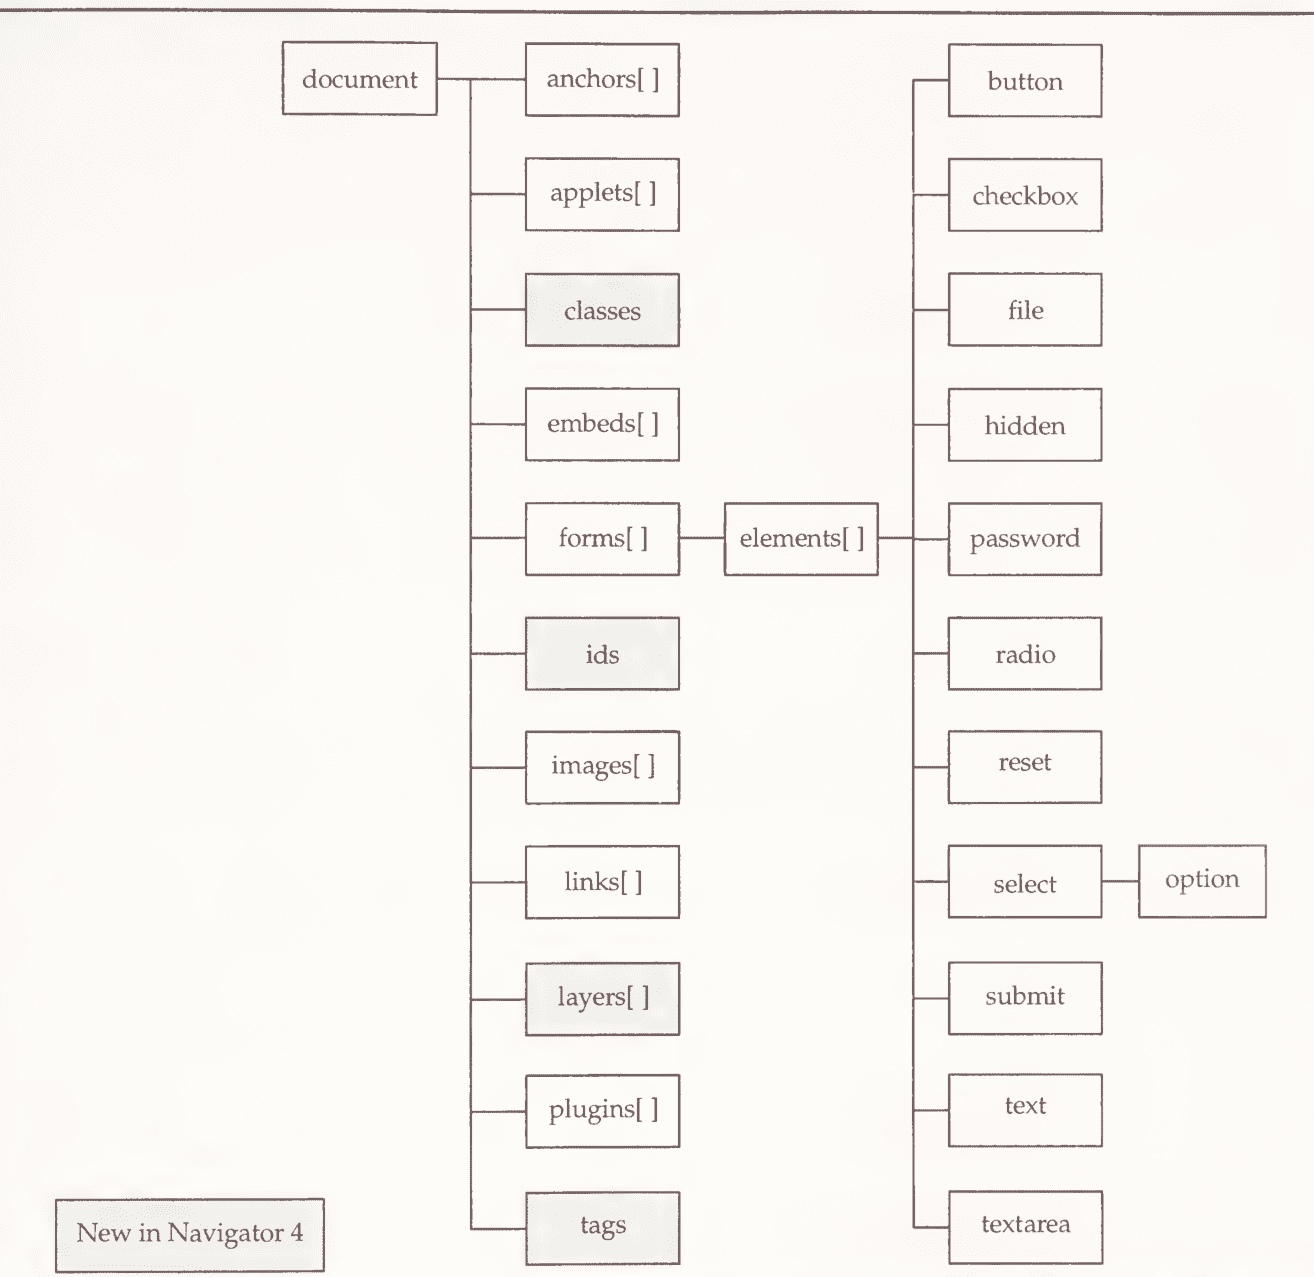 document
anchors[ ]
button
applets[ ]
checkbox
classes
file
embeds[ ]
hidden
forms[ ]
elements[ ]
password
ids
radio
images[ ]
reset
links[ ]
select
option
layers[ ]
submit
plugins[ ]
text
New in Navigator 4
tags
textarea